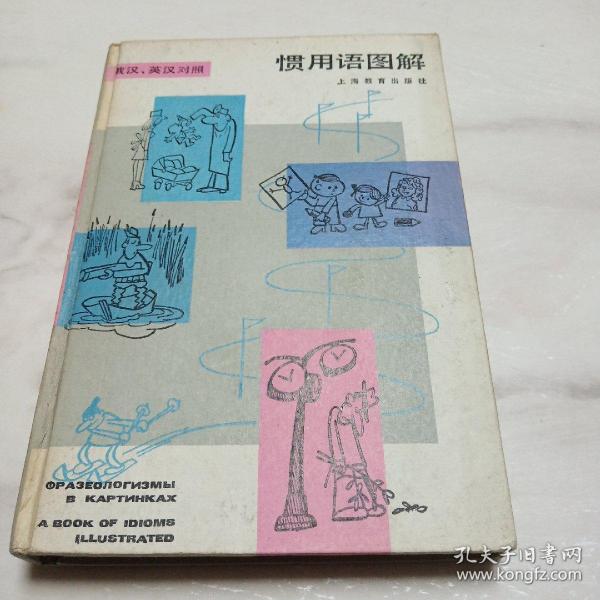 俄汉、英汉对照
惯用语图解
上海教育出版社
ФРАЗЕОЛОГИЗМЫ
В КАРТИНКАХ
A BOOK OF IDIOMS
ILLUSTRATED
孔夫子旧书网
www.kongfz.com